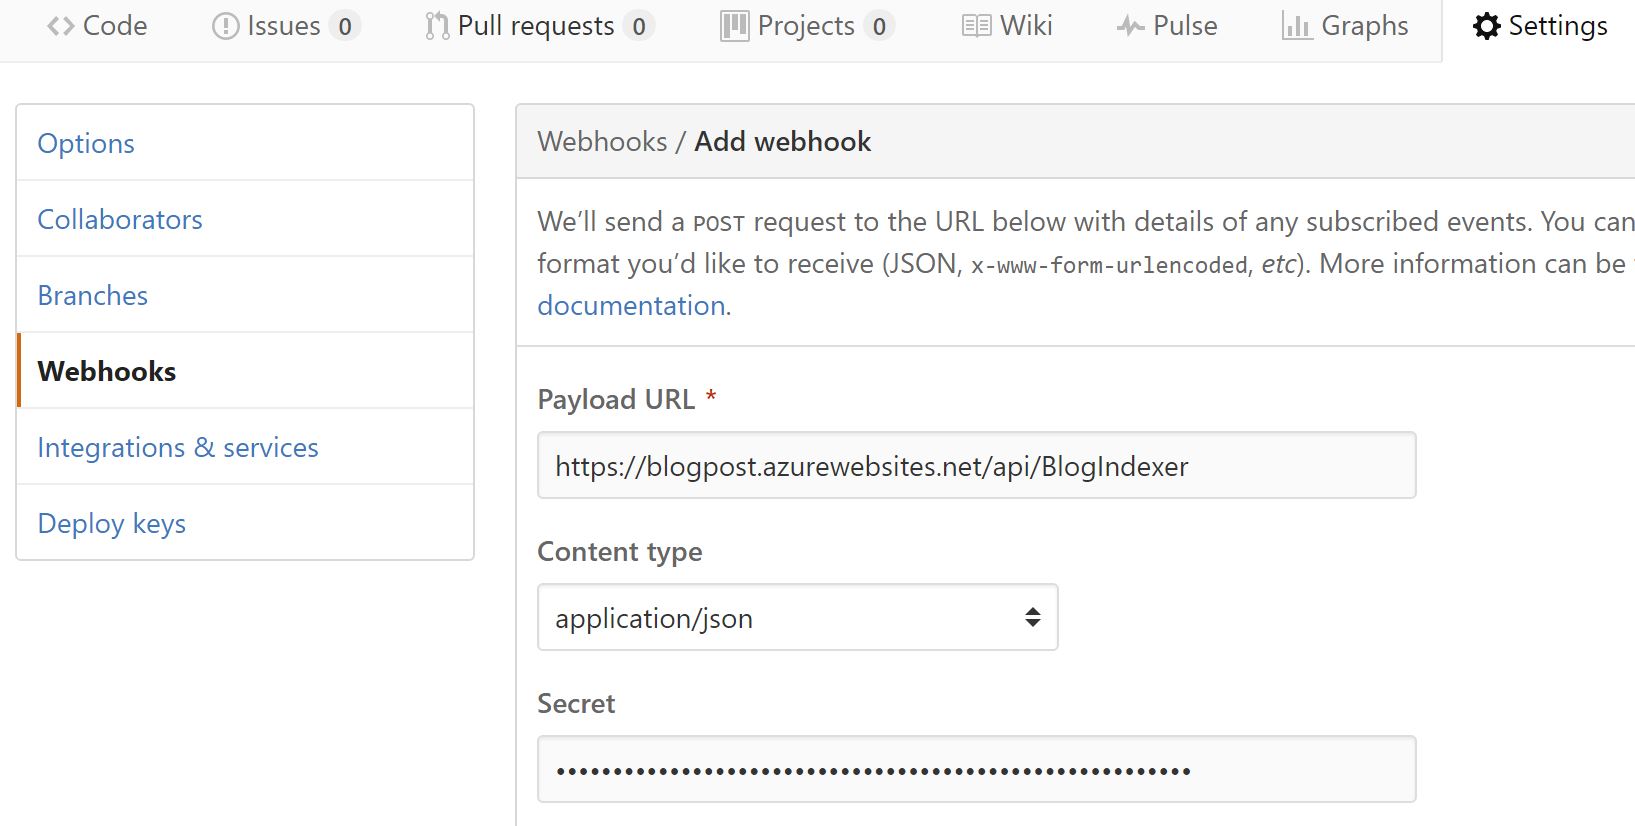 Code Issues 0 Pull requests 0 Projects 0 Wiki Pulse Graphs Settings
Options
Collaborators
Branches
Webhooks
Integrations & services
Deploy keys
Webhooks / Add webhook
We’ll send a POST request to the URL below with details of any subscribed events. You can
format you’d like to receive (JSON, x-www-form-urlencoded, etc). More information can be
documentation.
Payload URL *
https://blogpost.azurewebsites.net/api/BlogIndexer
Content type
application/json
Secret